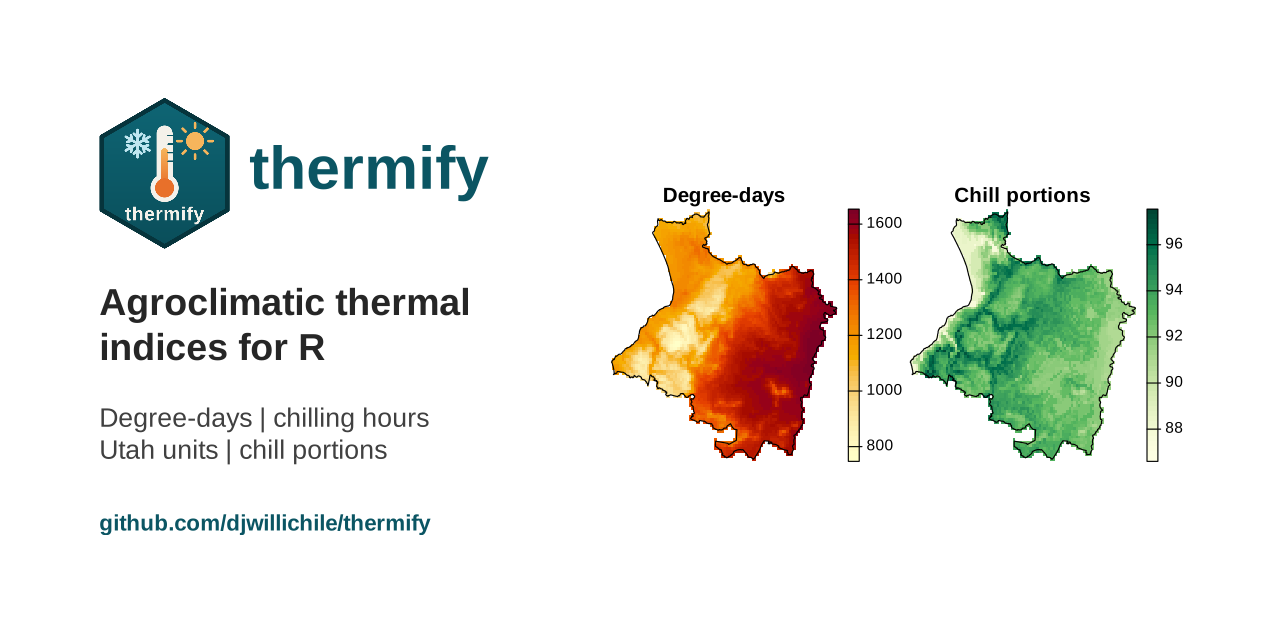 thermify
thermify
Agroclimatic thermal
indices for R
Degree-days | chilling hours
Utah units | chill portions
github.com/djwillichile/thermify
Degree-days
1600
1400
1200
1000
800
Chill portions
96
94
92
90
88